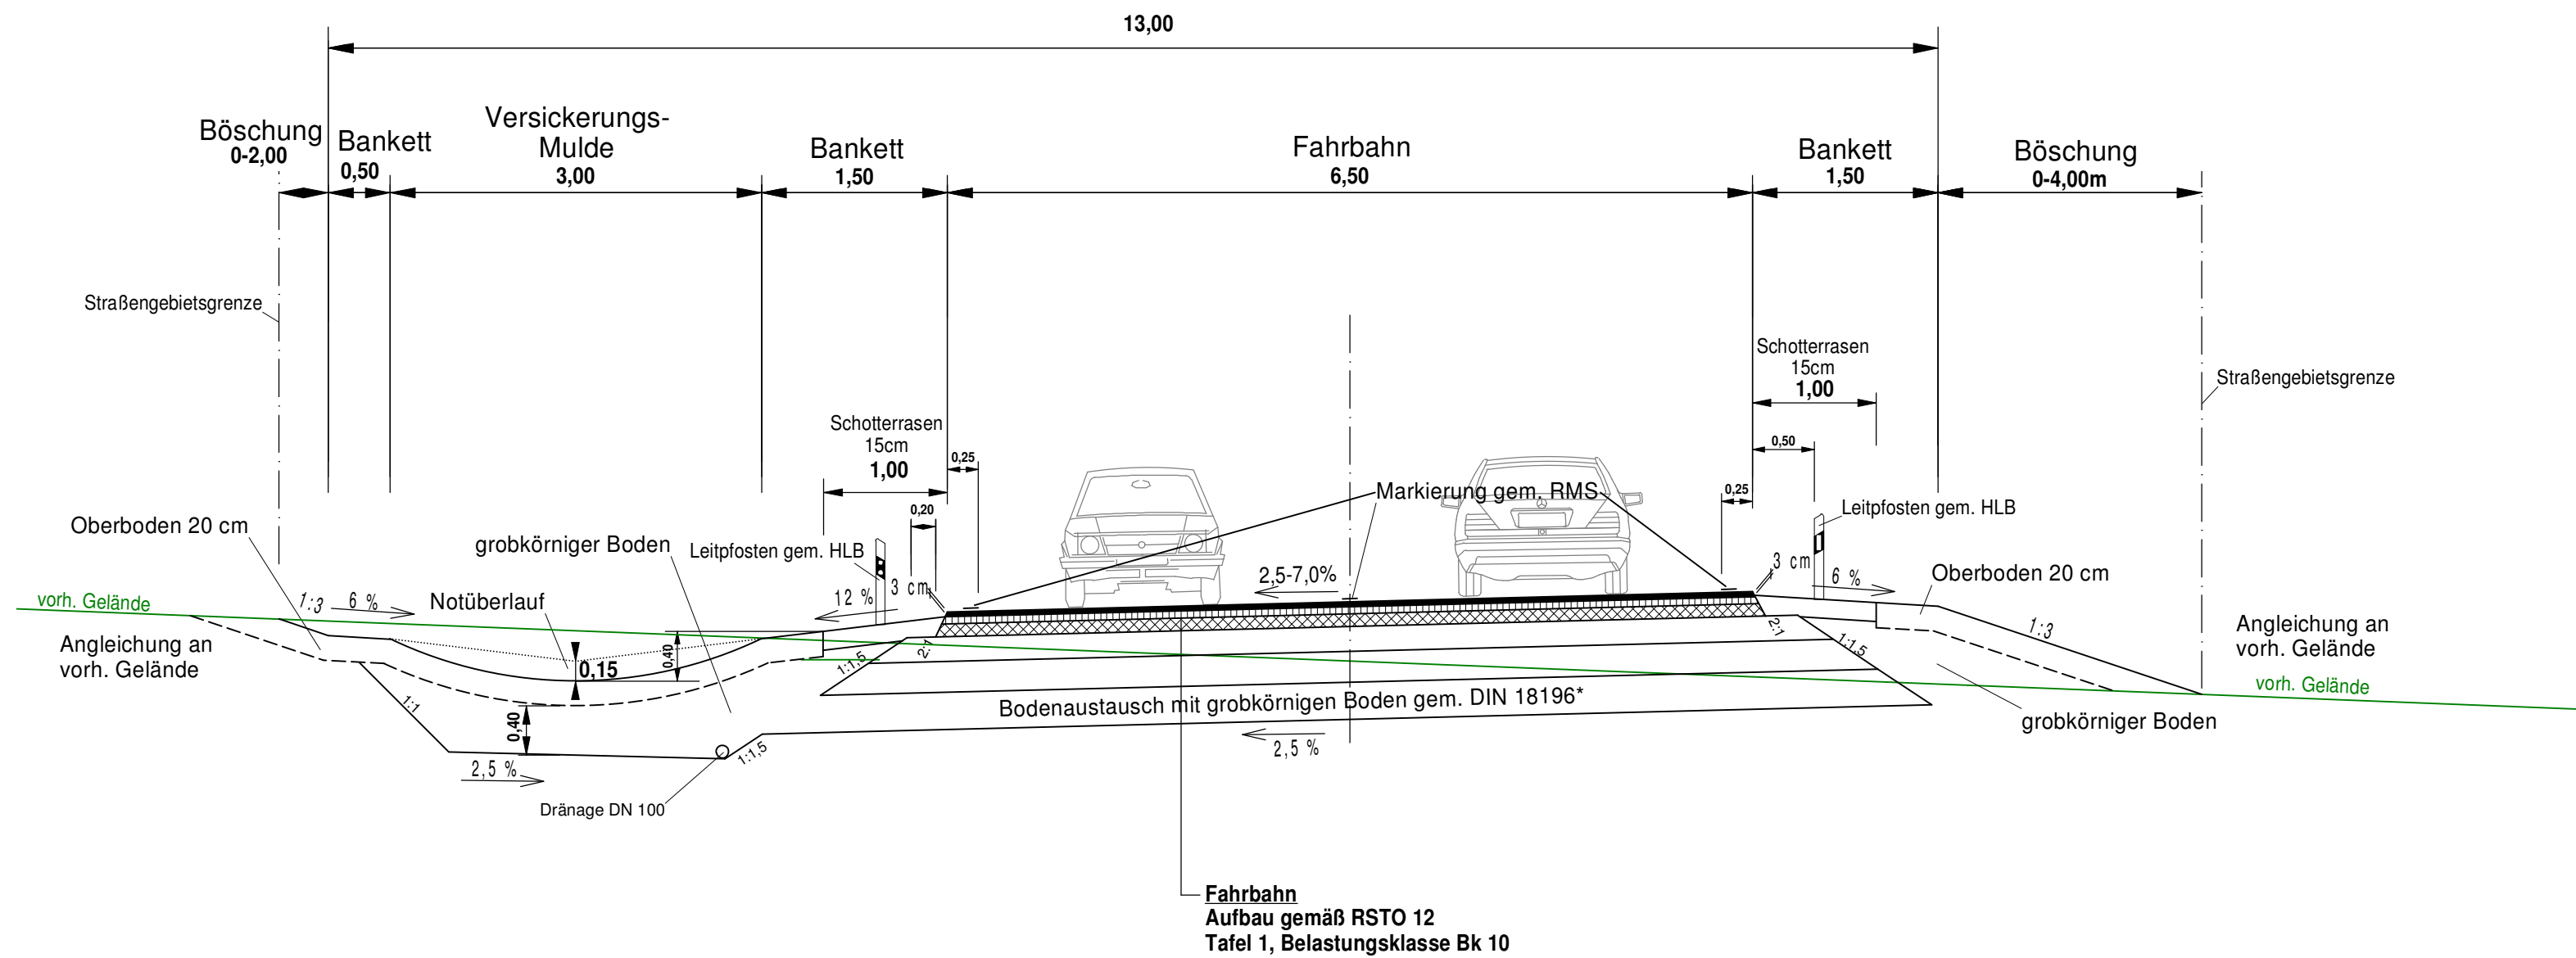 13,00
Böschung
0-2,00
Bankett
0,50
Versickerungs-
Mulde
3,00
Bankett
1,50
Fahrbahn
6,50
Bankett
1,50
Böschung
0-4,00m
Straßengebietsgrenze
Straßengebietsgrenze
Schotterrasen
15cm
1,00
0,50
Schotterrasen
15cm
1,00
0,25
0,20
0,25
Markierung gem. RMS
Leitpfosten gem. HLB
Leitpfosten gem. HLB
Oberboden 20 cm
grobkörniger Boden
3 cm
3 cm
2,5-7,0%
12 %
6 %
Oberboden 20 cm
vorh. Gelände
1:3
6 %
Notüberlauf
Angleichung an
vorh. Gelände
0,15
0,40
1:1,5
2:1
2:1
1:1,5
1:3
Angleichung an
vorh. Gelände
vorh. Gelände
1:1
0,40
Bodenaustausch mit grobkörnigen Boden gem. DIN 18196*
grobkörniger Boden
2,5 %
1:1,5
2,5 %
Dränage DN 100
Fahrbahn
Aufbau gemäß RSTO 12
Tafel 1, Belastungsklasse Bk 10